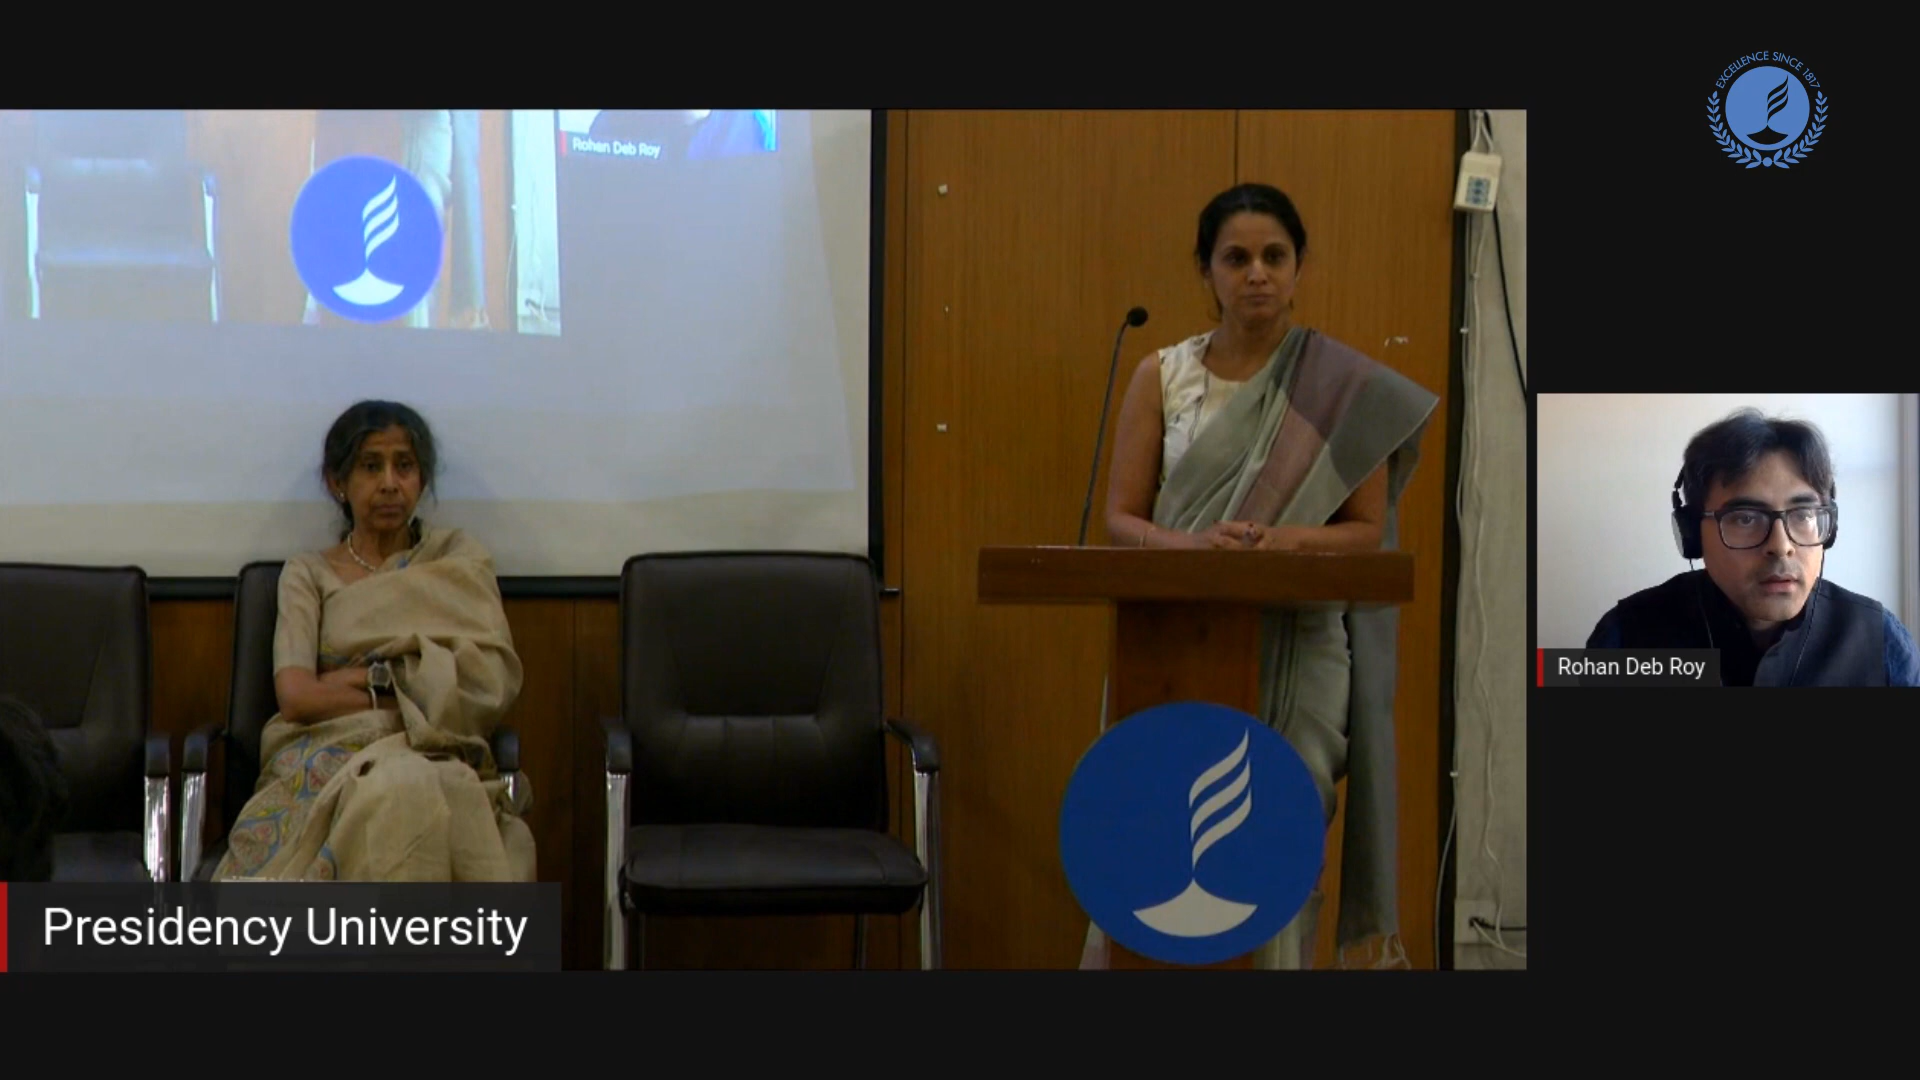 EXCELLENCE SINCE 1817
Rohan Deb Roy
Rohan Deb Roy
Presidency University